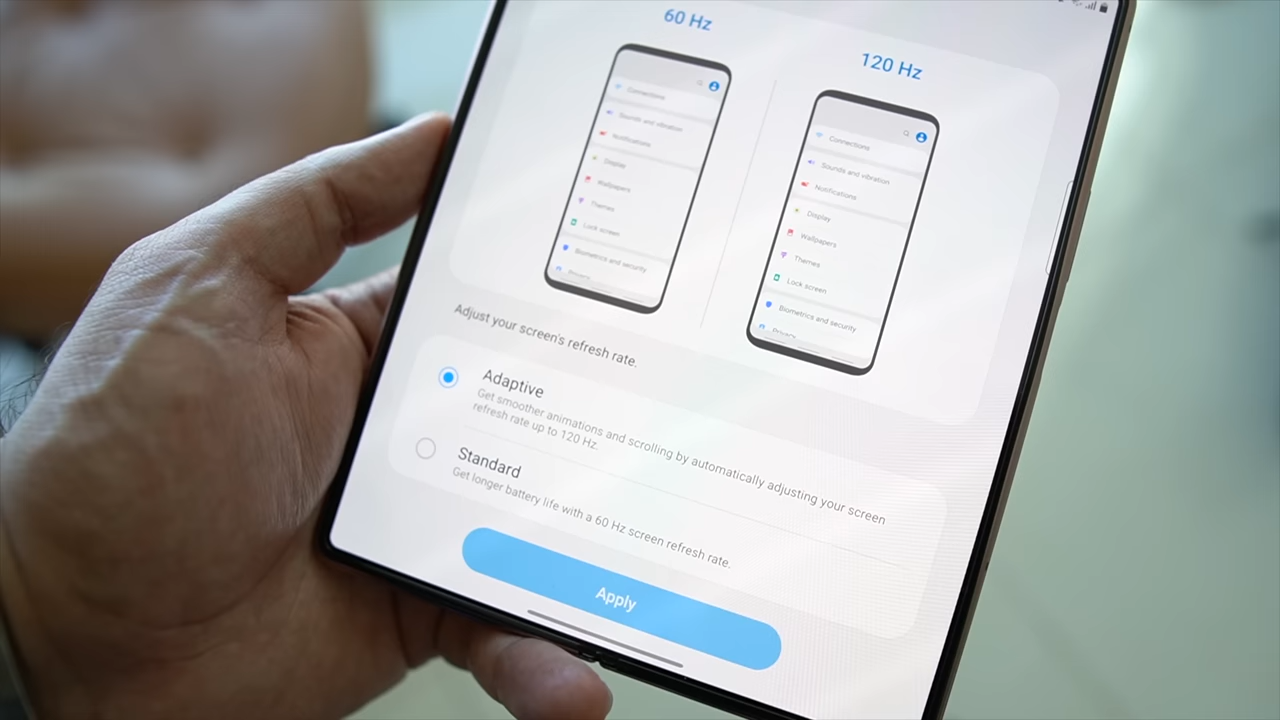 60 Hz
120 Hz
Connections
Sounds and vibration
Notifications
Display
Wallpapers
Themes
Lock screen
Biometrics and security
Privacy
Connections
Sounds and vibration
Notifications
Display
Wallpapers
Themes
Lock screen
Biometrics and security
Privacy
Adjust your screen's refresh rate.
Adaptive
Get smoother animations and scrolling by automatically adjusting your screen
refresh rate up to 120 Hz.
Standard
Get longer battery life with a 60 Hz screen refresh rate.
Apply